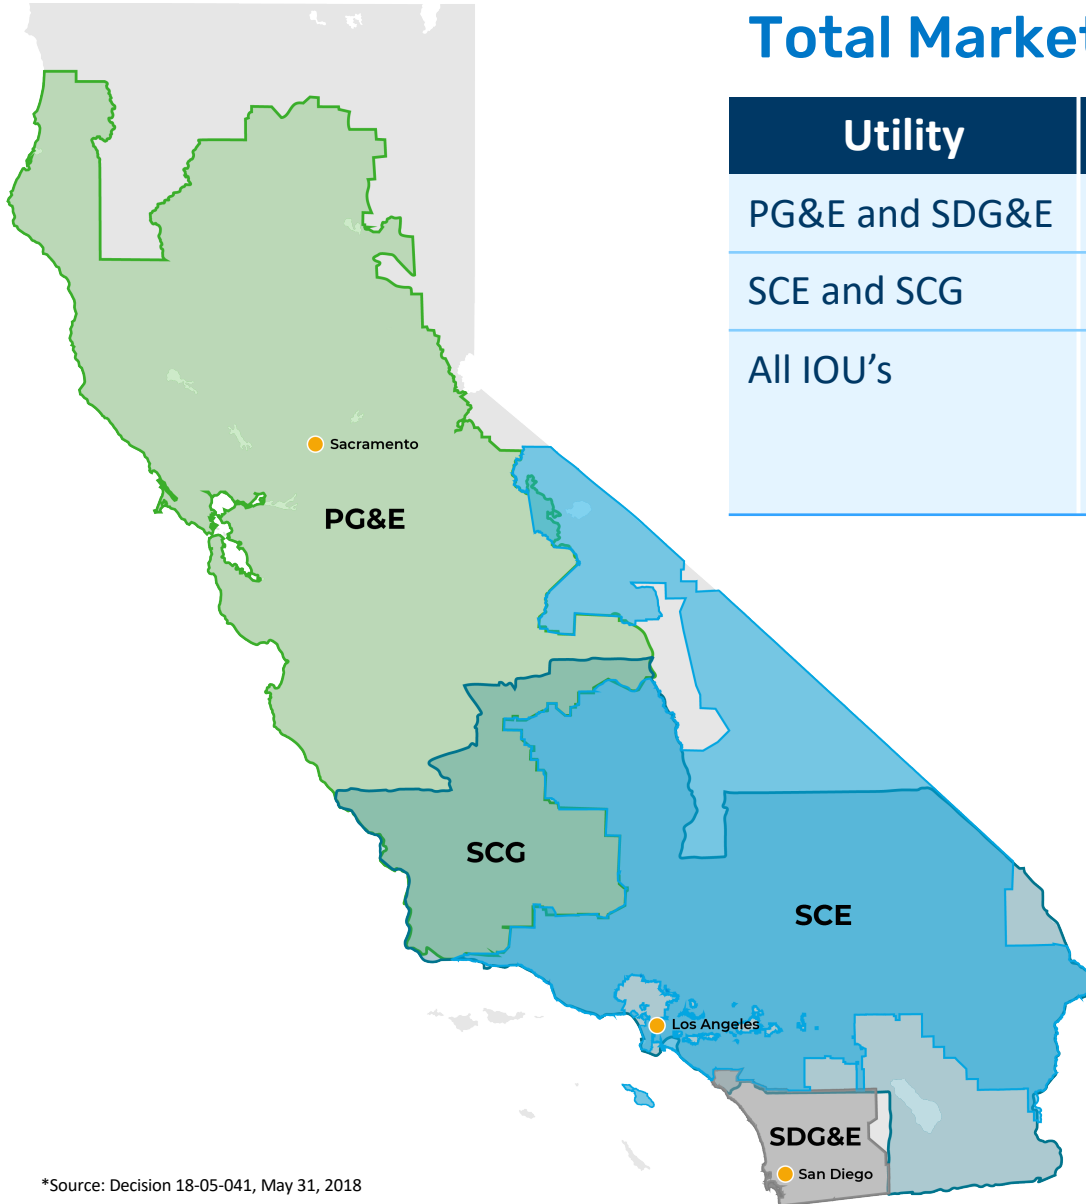 Total Market
Utility
PG&E and SDG&E
SCE and SCG
All IOU's
Sacramento
PG&E
SCG
SCE
Los Angeles
SDG&E
San Diego
*Source: Decision 18-05-041, May 31, 2018